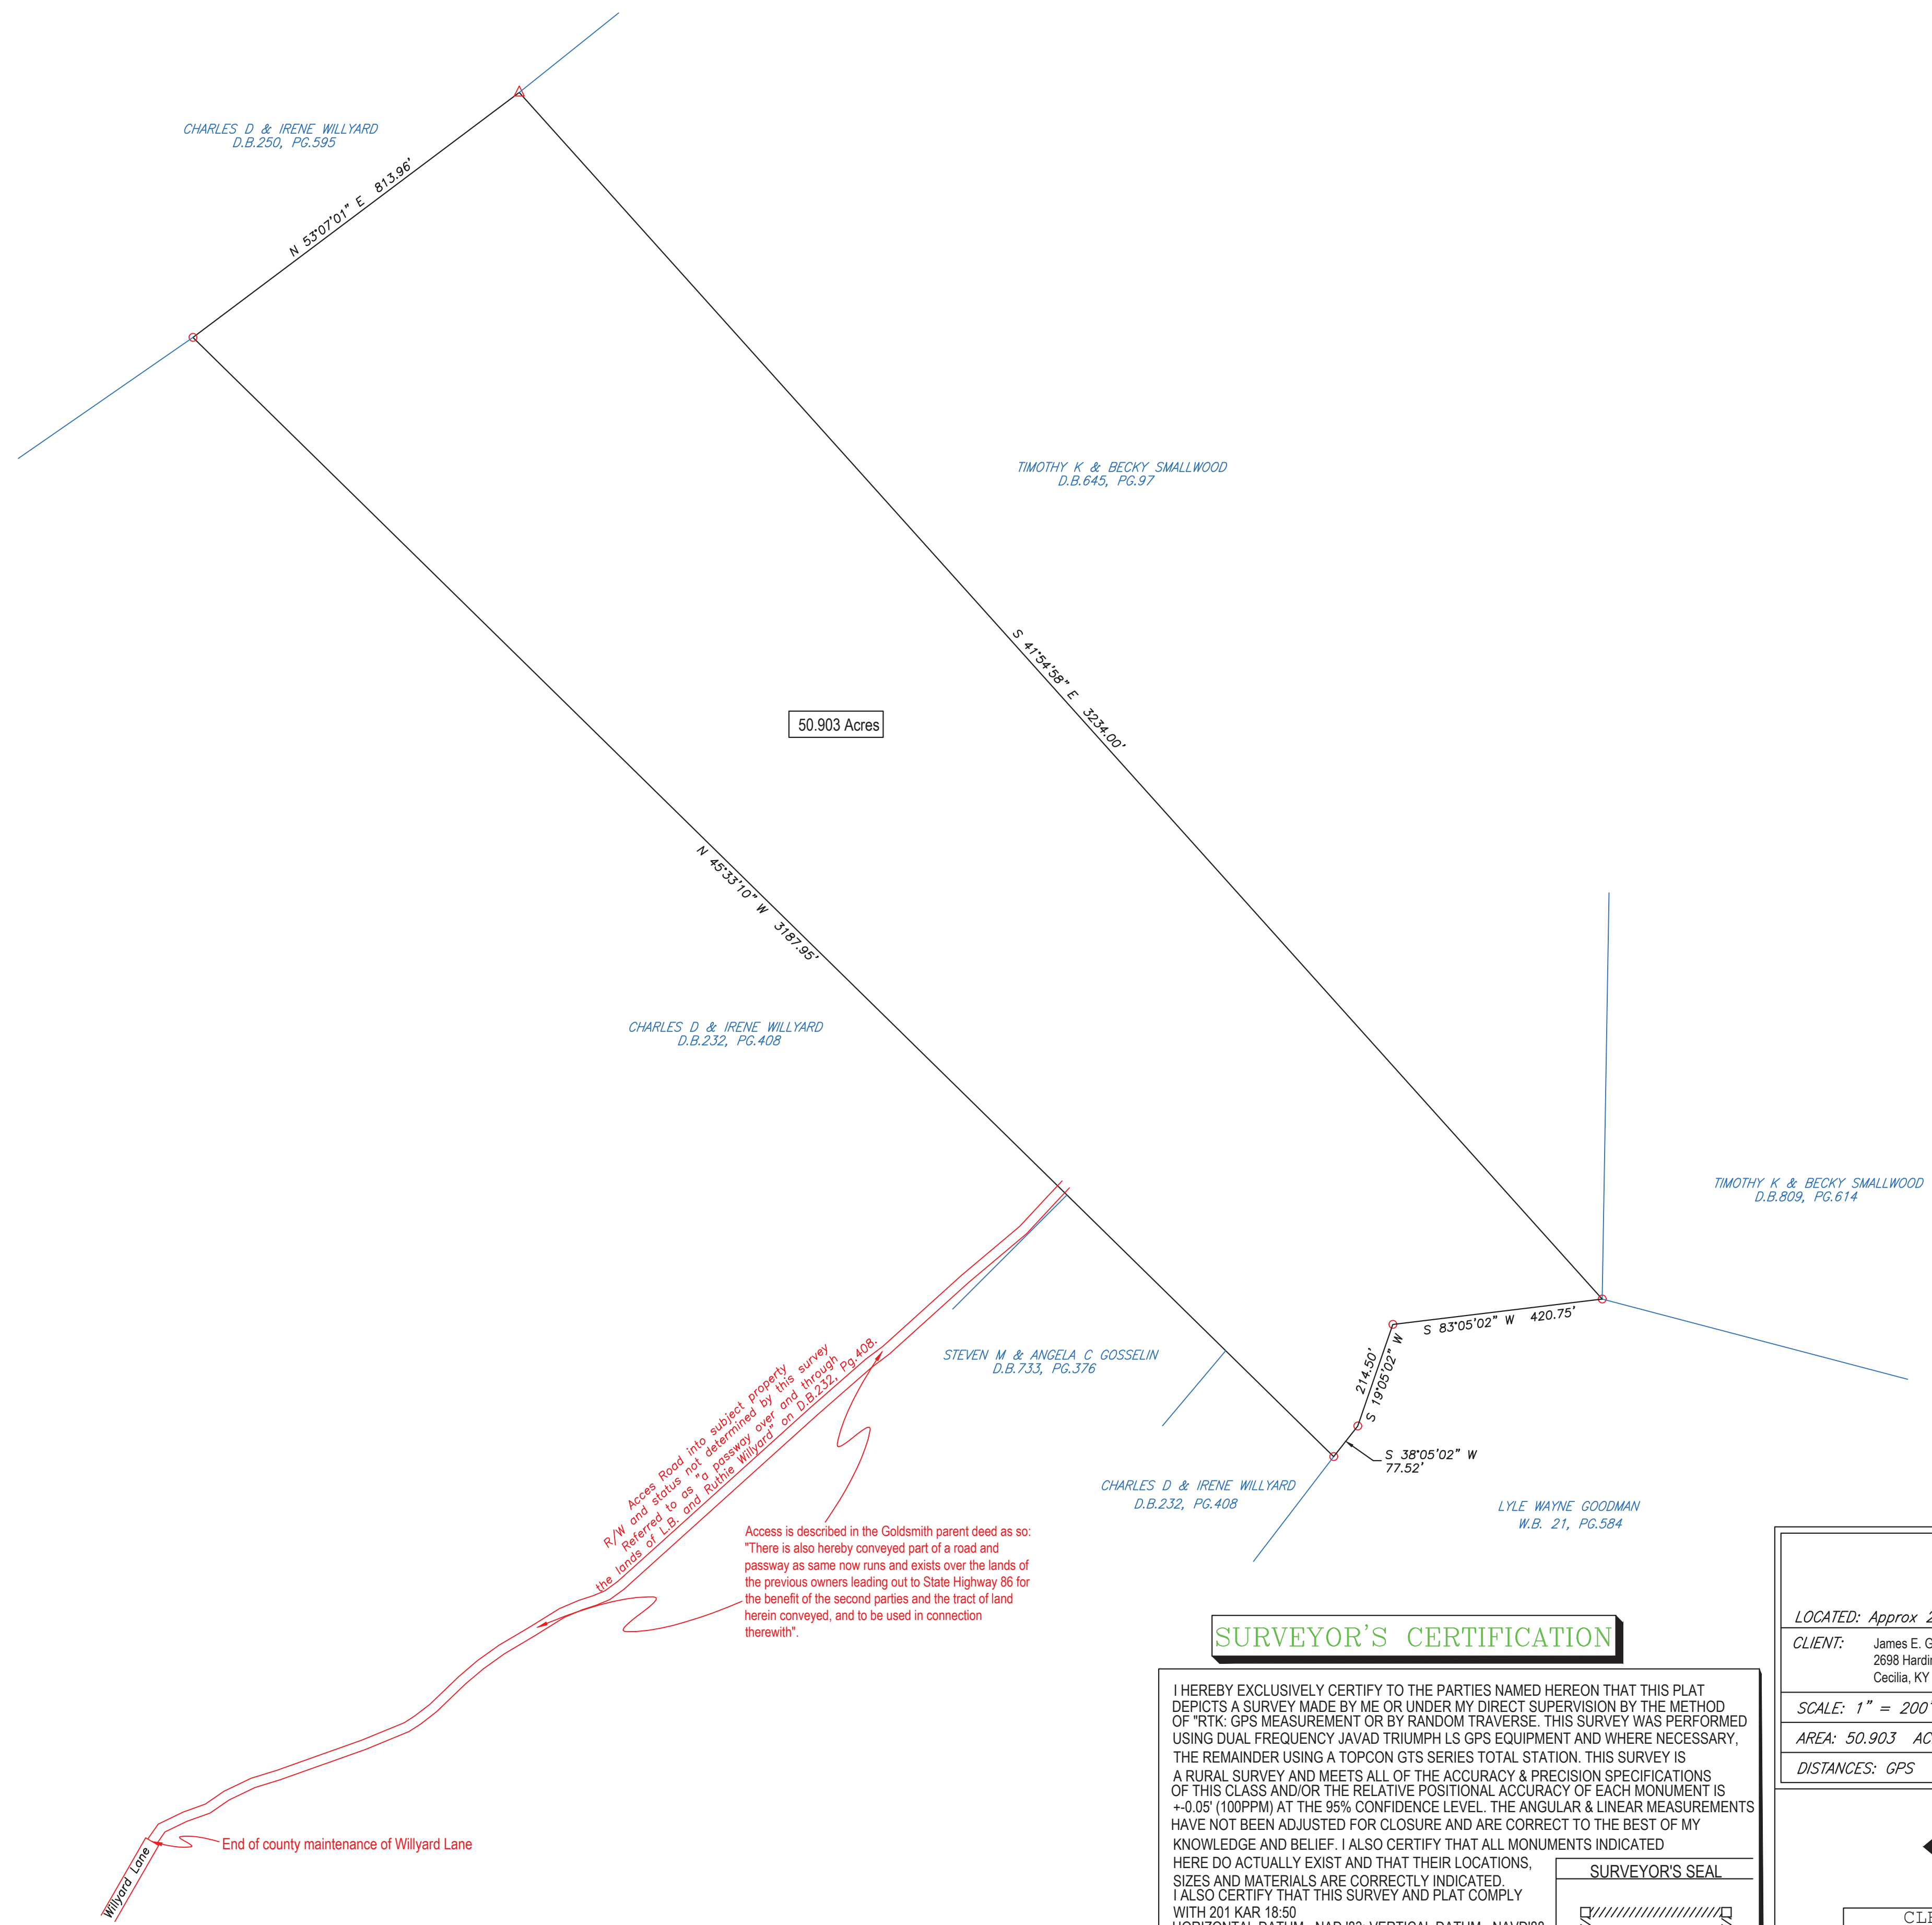 CHARLES D & IRENE WILLYARD
D.B.250, PG.595
N 53°07'01" E 813.96'
TIMOTHY K & BECKY SMALLWOOD
D.B.645, PG.97
S 41°54'58" E 3234.00'
50.903 Acres
N 45°33'10" W 3187.95'
CHARLES D & IRENE WILLYARD
D.B.232, PG.408
TIMOTHY K & BECKY SMALLWOOD
D.B.809, PG.614
S 83°05'02" W 420.75'
214.50'
S 19°05'02" W
STEVEN M & ANGELA C GOSSELIN
D.B.733, PG.376
S 38°05'02" W
77.52'
CHARLES D & IRENE WILLYARD
D.B.232, PG.408
LYLE WAYNE GOODMAN
W.B. 21, PG.584
Acces Road into subject property
R/W and status not determined by this survey
Referred to as "a passway over and through
the lands of L.B. and Ruthie Willyard" on D.B.232, Pg.408.
Access is described in the Goldsmith parent deed as so:
"There is also hereby conveyed part of a road and
passway as same now runs and exists over the lands of
the previous owners leading out to State Highway 86 for
the benefit of the second parties and the tract of land
herein conveyed, and to be used in connection
therewith".
End of county maintenance of Willyard Lane
Willyard Lane
SURVEYOR'S CERTIFICATION
I HEREBY EXCLUSIVELY CERTIFY TO THE PARTIES NAMED HEREON THAT THIS PLAT
DEPICTS A SURVEY MADE BY ME OR UNDER MY DIRECT SUPERVISION BY THE METHOD
OF "RTK: GPS MEASUREMENT OR BY RANDOM TRAVERSE. THIS SURVEY WAS PERFORMED
USING DUAL FREQUENCY JAVAD TRIUMPH LS GPS EQUIPMENT AND WHERE NECESSARY,
THE REMAINDER USING A TOPCON GTS SERIES TOTAL STATION. THIS SURVEY IS
A RURAL SURVEY AND MEETS ALL OF THE ACCURACY & PRECISION SPECIFICATIONS
OF THIS CLASS AND/OR THE RELATIVE POSITIONAL ACCURACY OF EACH MONUMENT IS
+-0.05' (100PPM) AT THE 95% CONFIDENCE LEVEL. THE ANGULAR & LINEAR MEASUREMENTS
HAVE NOT BEEN ADJUSTED FOR CLOSURE AND ARE CORRECT TO THE BEST OF MY
KNOWLEDGE AND BELIEF. I ALSO CERTIFY THAT ALL MONUMENTS INDICATED
HERE DO ACTUALLY EXIST AND THAT THEIR LOCATIONS,
SIZES AND MATERIALS ARE CORRECTLY INDICATED.
I ALSO CERTIFY THAT THIS SURVEY AND PLAT COMPLY
WITH 201 KAR 18:50
SURVEYOR'S SEAL
LOCATED: Approx
CLIENT: James E. G
2698 Hardi
Cecilia, KY
SCALE: 1" = 200'
AREA: 50.903 AC
DISTANCES: GPS